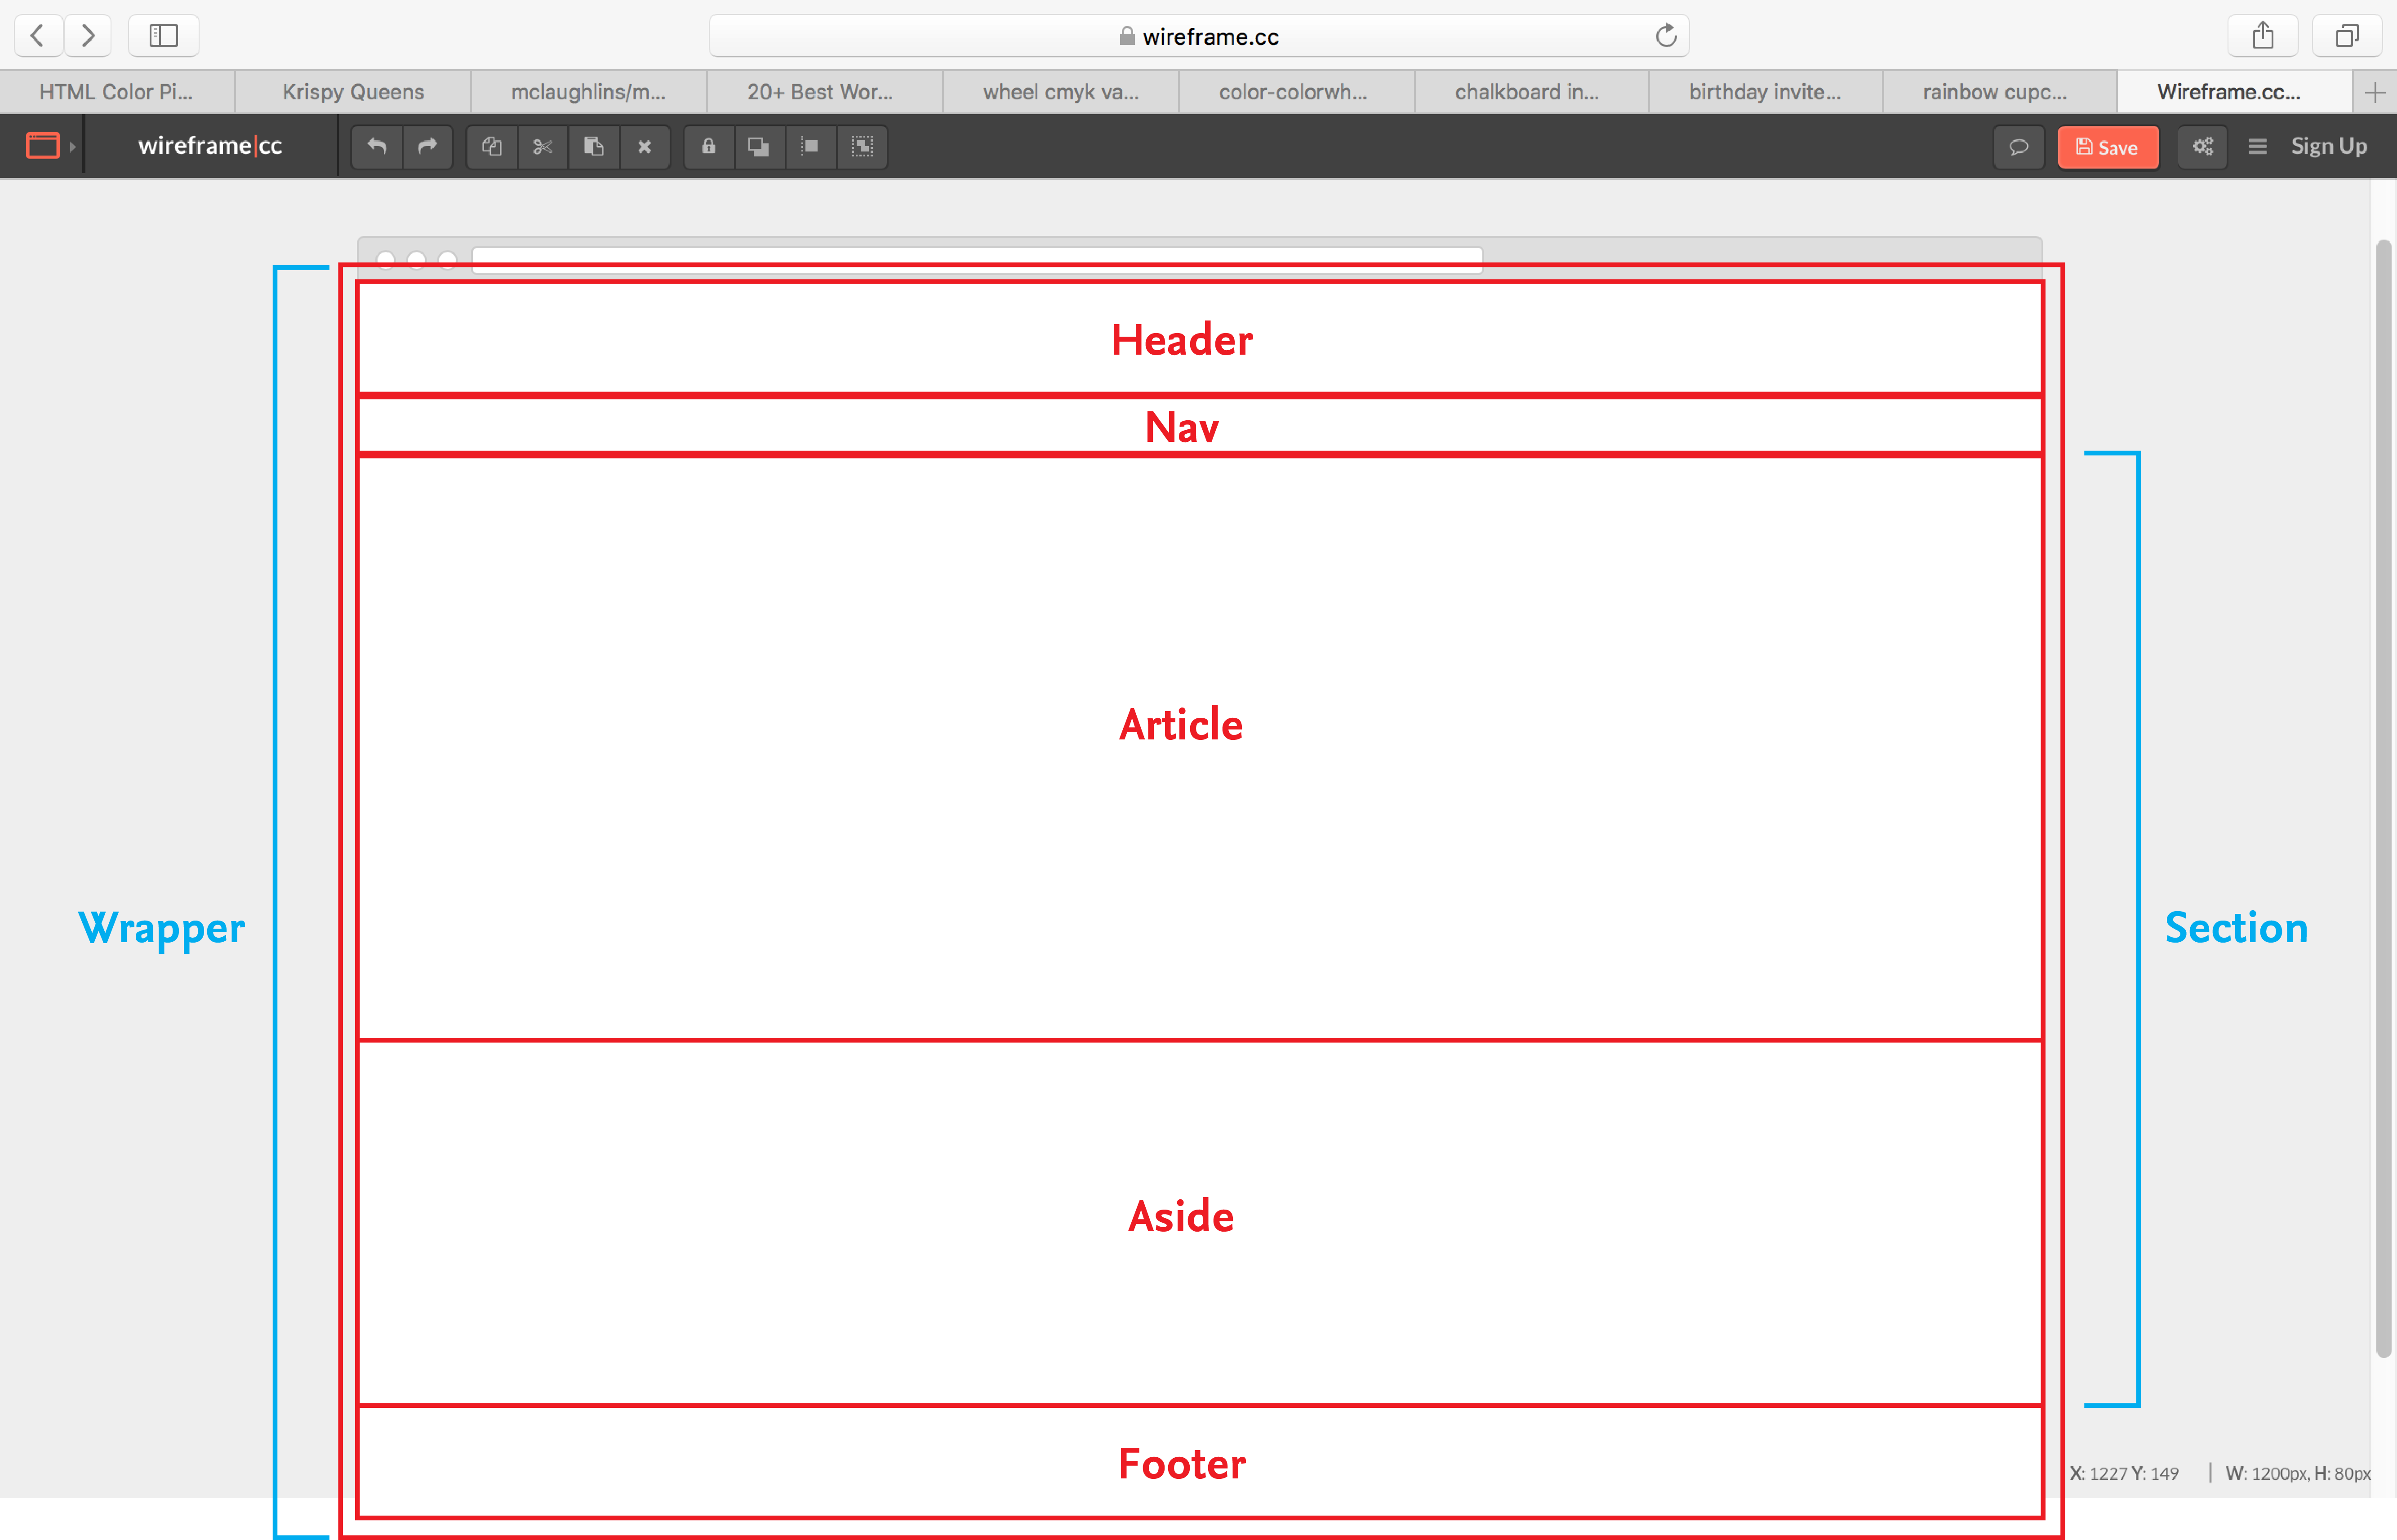 wireframe.cc
HTML Color Pi...
Krispy Queens
mclaughlins/m...
20+ Best Wor...
wheel cmyk va...
color-colorwh...
chalkboard in...
birthday invite...
rainbow cupc...
Wireframe.cc...
wireframe|cc
Save
Sign Up
Header
Nav
Article
Wrapper
Section
Aside
Footer
X: 1227 Y: 149 | W: 1200px, H: 80px